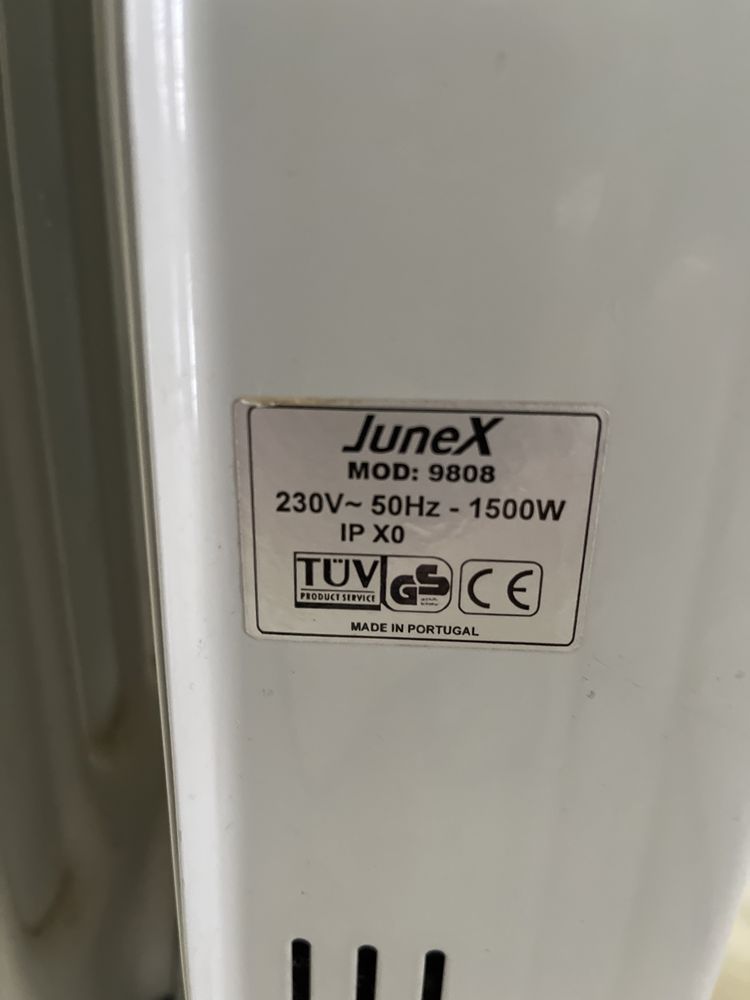 JuneX
MOD: 9808
230V~ 50Hz - 1500W
IP X0
TÜV
PRODUCT SERVICE
GS
CE
MADE IN PORTUGAL